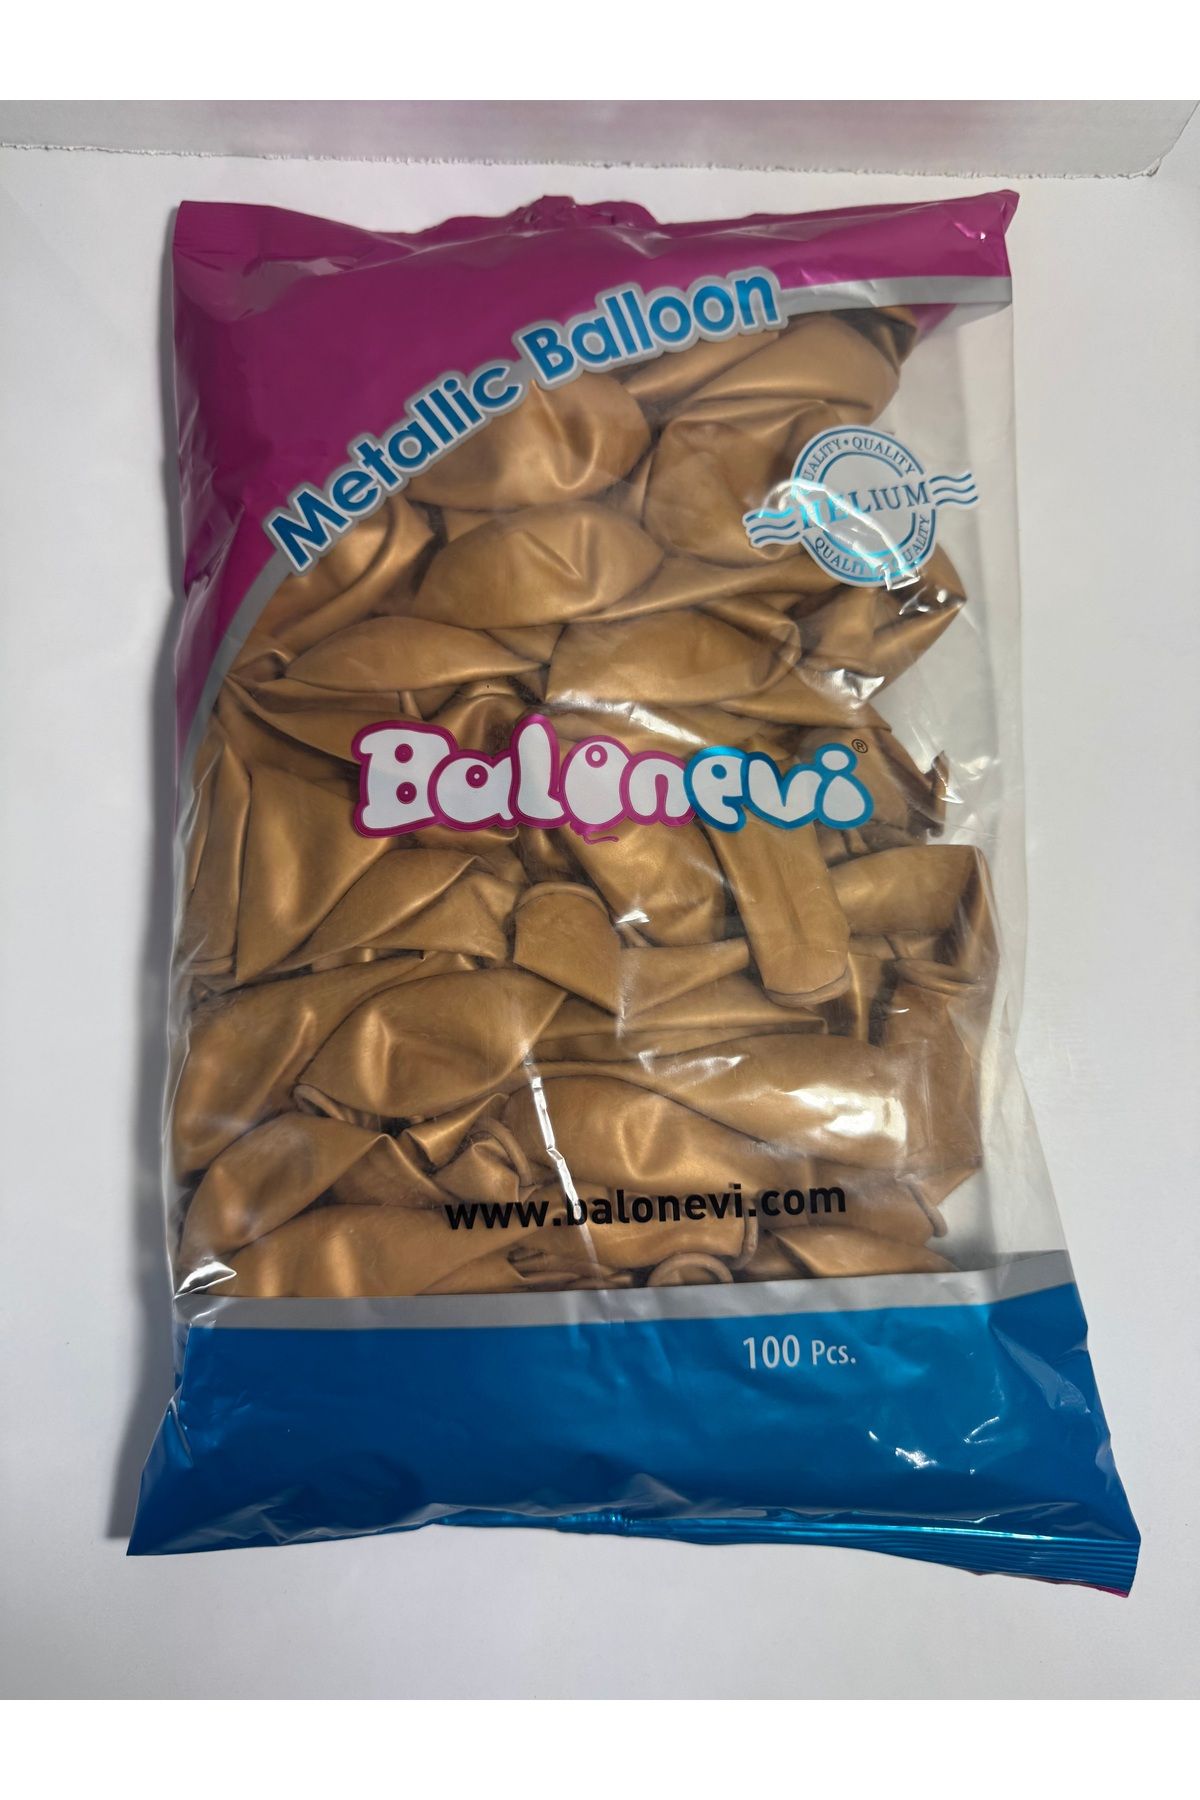 Metallic Balloon
QUALITY • QUALITY
HELIUM
QUALITY QUALITY
Balonevi®
www.balonevi.com
100 Pcs.